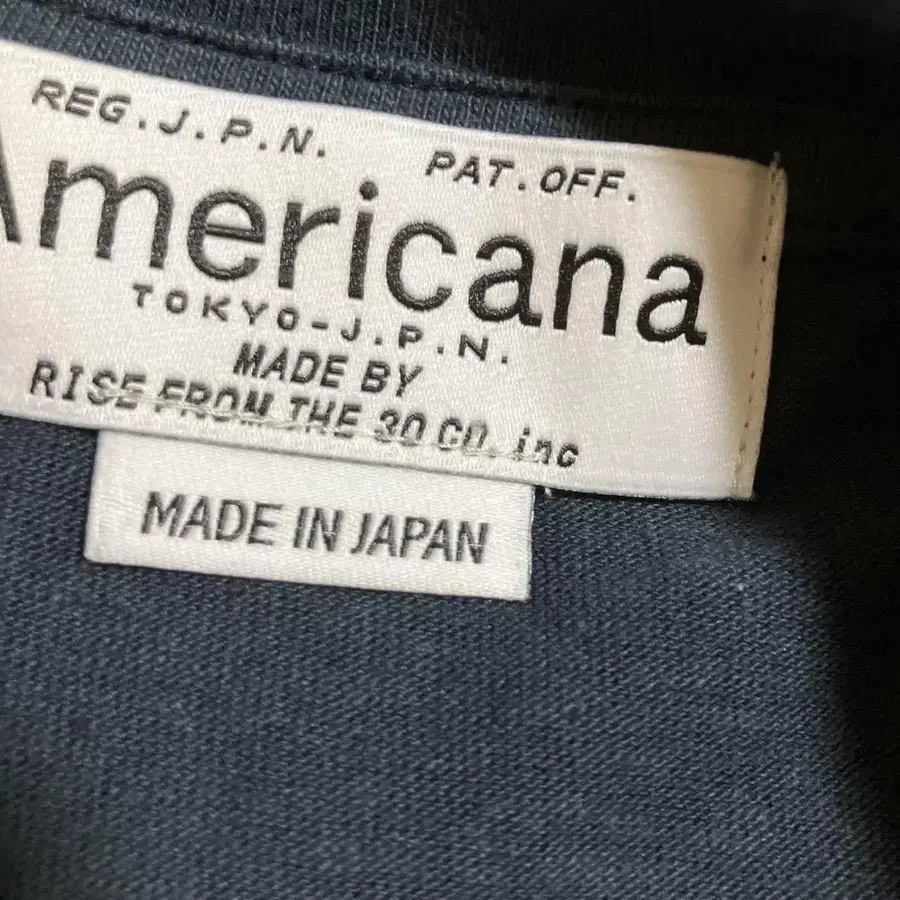 REG.J.P.N. PAT.OFF.
Americana
TOKYO-J.P.N.
MADE BY
RISE FROM THE 30 CO. inc
MADE IN JAPAN